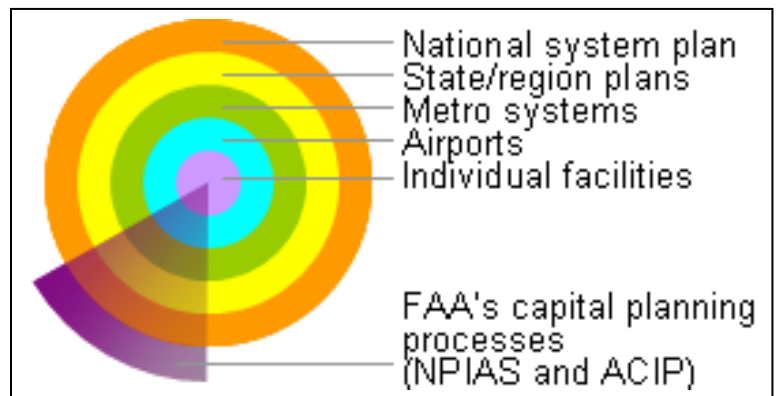 National system plan
State/region plans
Metro systems
Airports
Individual facilities
FAA's capital planning
processes
(NPIAS and ACIP)